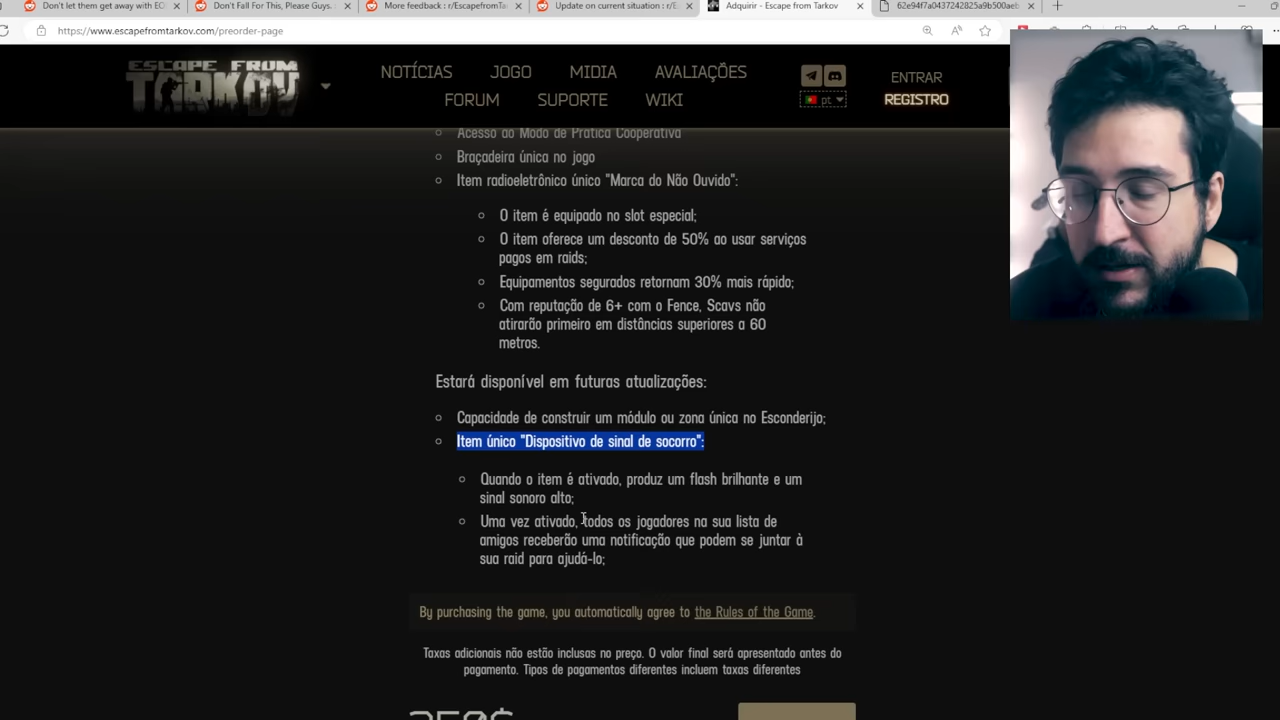 Don't let them get away with EO
Don't Fall For This, Please Guys.
More feedback : r/EscapefromTa
Update on current situation : r/E
Adquirir - Escape from Tarkov
62e94f7a0437242825a9b500aeb
https://www.escapefromtarkov.com/preorder-page
ESCAPE FROM
TARKOV
NOTÍCIAS JOGO MIDIA AVALIAÇÕES
FORUM SUPORTE WIKI
pt
ENTRAR
REGISTRO
Acesso ao Modo de Prática Cooperativa
Braçadeira única no jogo
Item radioeletrônico único "Marca do Não Ouvido":
O item é equipado no slot especial;
O item oferece um desconto de 50% ao usar serviços
pagos em raids;
Equipamentos segurados retornam 30% mais rápido;
Com reputação de 6+ com o Fence, Scavs não
atirarão primeiro em distâncias superiores a 60
metros.
Estará disponível em futuras atualizações:
Capacidade de construir um módulo ou zona única no Esconderijo;
Item único "Dispositivo de sinal de socorro":
Quando o item é ativado, produz um flash brilhante e um
sinal sonoro alto;
Uma vez ativado, todos os jogadores na sua lista de
amigos receberão uma notificação que podem se juntar à
sua raid para ajudá-lo;
By purchasing the game, you automatically agree to the Rules of the Game.
Taxas adicionais não estão inclusas no preço. O valor final será apresentado antes do
pagamento. Tipos de pagamentos diferentes incluem taxas diferentes
250$